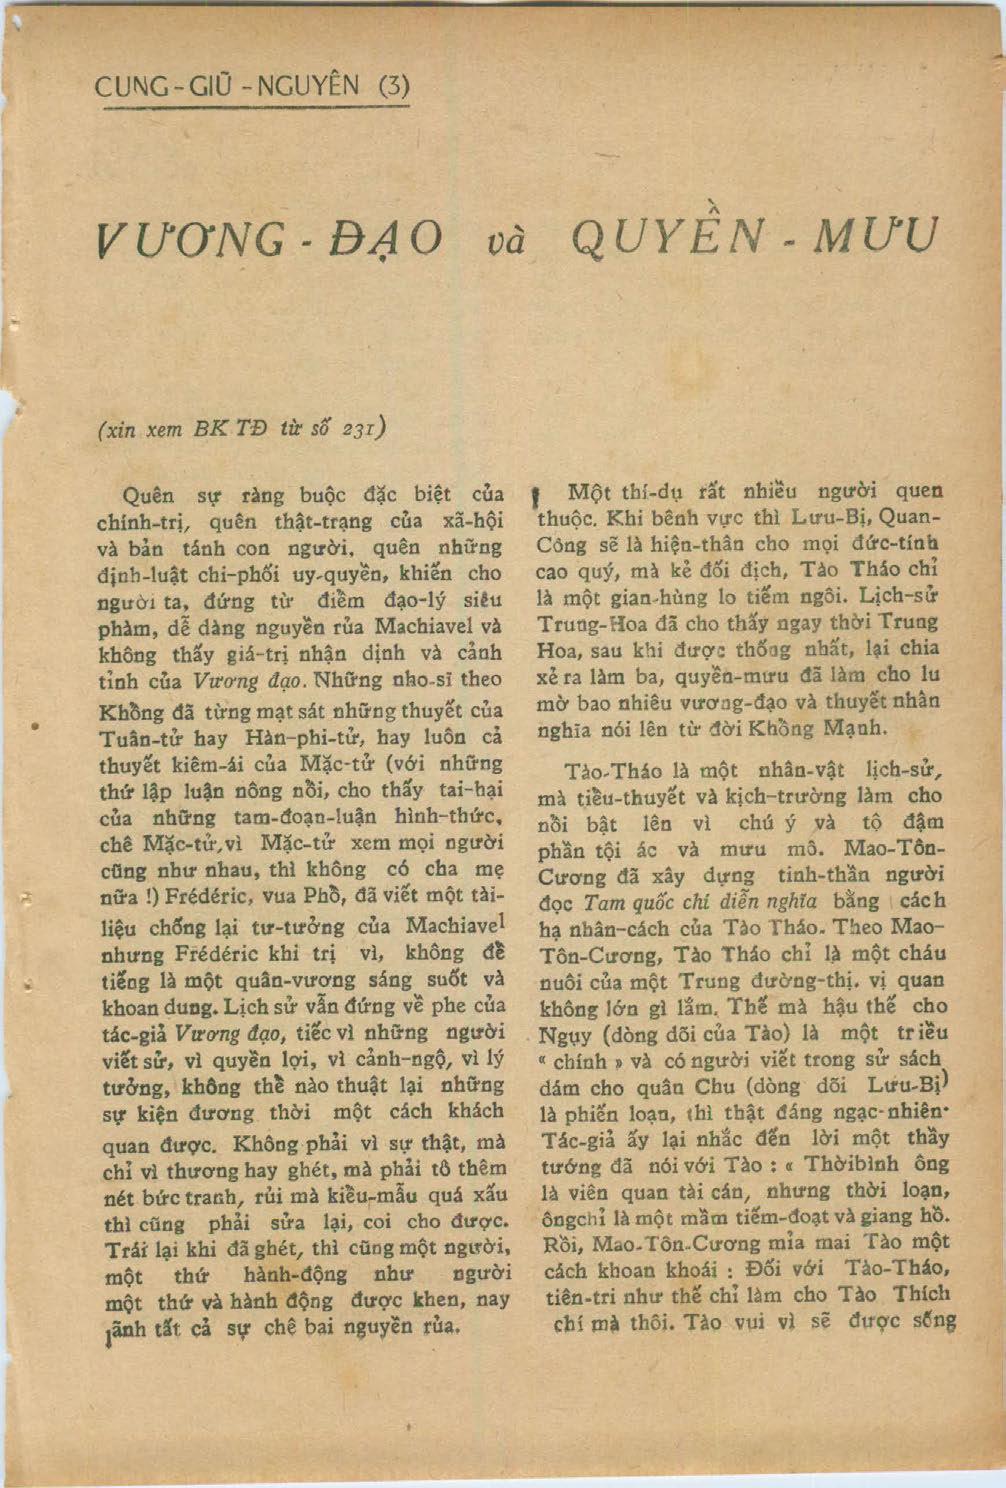 CUNG-GIŨ-NGUYÊN (3)
VƯƠNG-ĐẠO và QUYỀN-MƯU
(xin xem BK TĐ từ số 231)
Quên sự ràng buộc đặc biệt của
chính-trị, quên thật-trạng của xã-hội
và bản tánh con người, quên những
định-luật chi-phối uy-quyền, khiến cho
người ta, đứng từ điểm đạo-lý siêu
phàm, dễ dàng nguyền rủa Machiavel và
không thấy giá-trị nhận dịnh và cảnh
tỉnh của Vương đạo. Những nho-sĩ theo
Khổng đã từng mạt sát những thuyết của
Tuân-tử hay Hàn-phi-tử, hay luôn cả
thuyết kiêm-ái của Mặc-tử (với những
thứ lập luận nông nổi, cho thấy tai-hại
của những tam-đoạn-luận hình-thức,
chê Mặc-tử, vì Mặc-tử xem mọi người
cũng như nhau, thì không có cha mẹ
nữa !) Frédéric, vua Phổ, đã viết một tài-
liệu chống lại tư-tưởng của Machiavel
nhưng Frédéric khi trị vì, không để
tiếng là một quân-vương sáng suốt và
khoan dung. Lịch sử vẫn đứng về phe của
tác-giả Vương đạo, tiếc vì những người
viết sử, vì quyền lợi, vì cảnh-ngộ, vì lý
tưởng, không thể nào thuật lại những
sự kiện đương thời một cách khách
quan được. Không phải vì sự thật, mà
chỉ vì thương hay ghét, mà phải tô thêm
nét bức tranh, rủi mà kiểu-mẫu quá xấu
thì cũng phải sửa lại, coi cho được.
Trái lại khi đã ghét, thì cũng một người,
một thứ hành-động như người
một thứ và hành động được khen, nay
lãnh tất cả sự chê bai nguyền rủa.
Một thí-dụ rất nhiều người quen
thuộc. Khi bênh vực thì Lưu-Bị, Quan-
Công sẽ là hiện-thân cho mọi đức-tính
cao quý, mà kẻ đối địch, Tào Tháo chỉ
là một gian-hùng lo tiếm ngôi. Lịch-sử
Trung-Hoa đã cho thấy ngay thời Trung
Hoa, sau khi được thống nhất, lại chia
xẻ ra làm ba, quyền-mưu đã làm cho lu
mờ bao nhiêu vương-đạo và thuyết nhân
nghĩa nói lên từ đời Khổng Mạnh.
Tào-Tháo là một nhân-vật lịch-sử,
mà tiểu-thuyết và kịch-trường làm cho
nổi bật lên vì chú ý và tộ đậm
phần tội ác và mưu mô. Mao-Tôn-
Cương đã xây dựng tinh-thần người
đọc Tam quốc chí diễn nghĩa bằng cách
hạ nhân-cách của Tào Tháo. Theo Mao-
Tôn-Cương, Tào Tháo chỉ là một cháu
nuôi của một Trung đường-thị, vị quan
không lớn gì lắm. Thế mà hậu thế cho
Ngụy (dòng dõi của Tào) là một triều
« chính » và có người viết trong sử sách
dám cho quân Chu (dòng dõi Lưu-Bị)
là phiến loạn, thì thật đáng ngạc-nhiên.
Tác-giả ấy lại nhắc đến lời một thầy
tướng đã nói với Tào : « Thời bình ông
là viên quan tài cán, nhưng thời loạn,
ông chỉ là một mầm tiếm-đoạt và giang hồ.
Rồi, Mao-Tôn-Cương mỉa mai Tào một
cách khoan khoái : Đối với Tào-Tháo,
tiên-tri như thế chỉ làm cho Tào Thích
chí mà thôi. Tào vui vì sẽ được sống